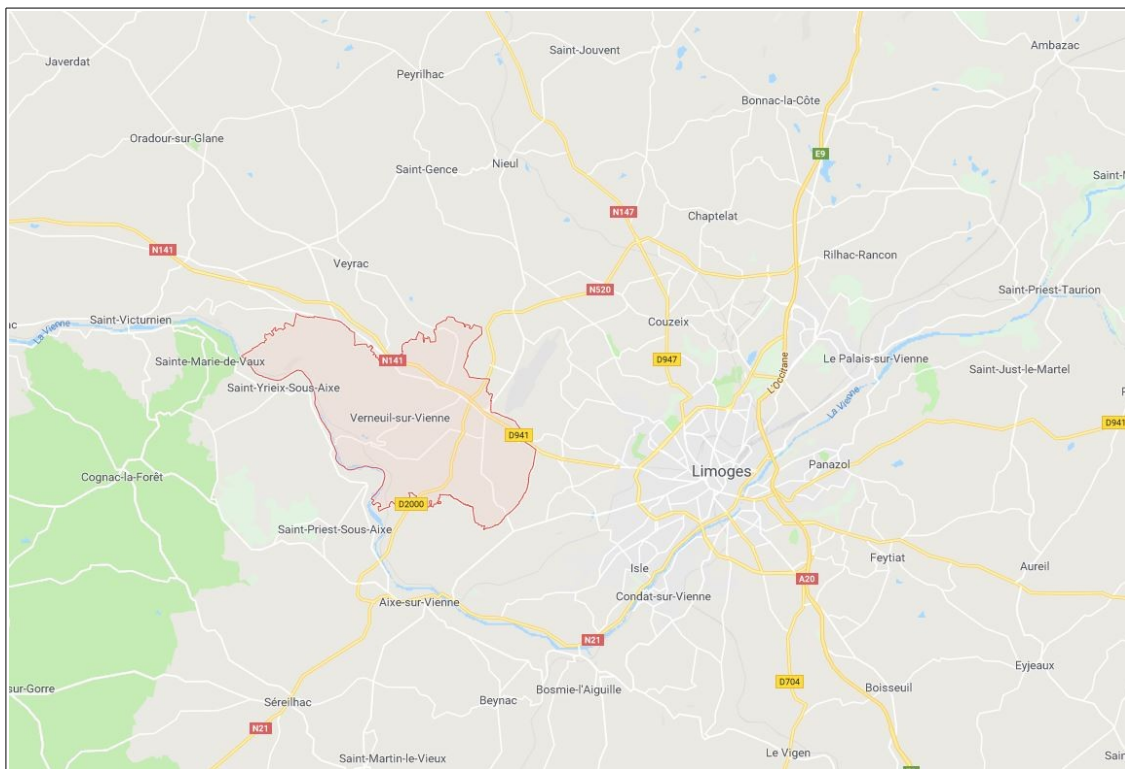 Saint-Jouvent
Ambazac
Javerdat
Peyrilhac
Bonnac-la-Côte
Oradour-sur-Glane
E9
Saint-Gence
Nieul
Saint-M
N147
Chaptelat
N141
Rilhac-Rancon
Veyrac
N520
Saint-Priest-Taurion
Saint-Victurnien
Couzeix
ac
La Vienne
Sainte-Marie-de-Vaux
N141
D947
Le Palais-sur-Vienne
L'Occitane
Saint-Just-le-Martel
Saint-Yrieix-Sous-Aixe
La Vienne
Verneuil-sur-Vienne
D941
D941
Limoges
Panazol
Cognac-la-Forêt
D2000
Saint-Priest-Sous-Aixe
Feytiat
Isle
Aureil
A20
Condat-sur-Vienne
Aixe-sur-Vienne
N21
Eyjeaux
D704
sur-Gorre
Bosmie-l'Aiguille
Boisseuil
Séreilhac
Beynac
N21
Le Vigen
Saint-Martin-le-Vieux
Sain